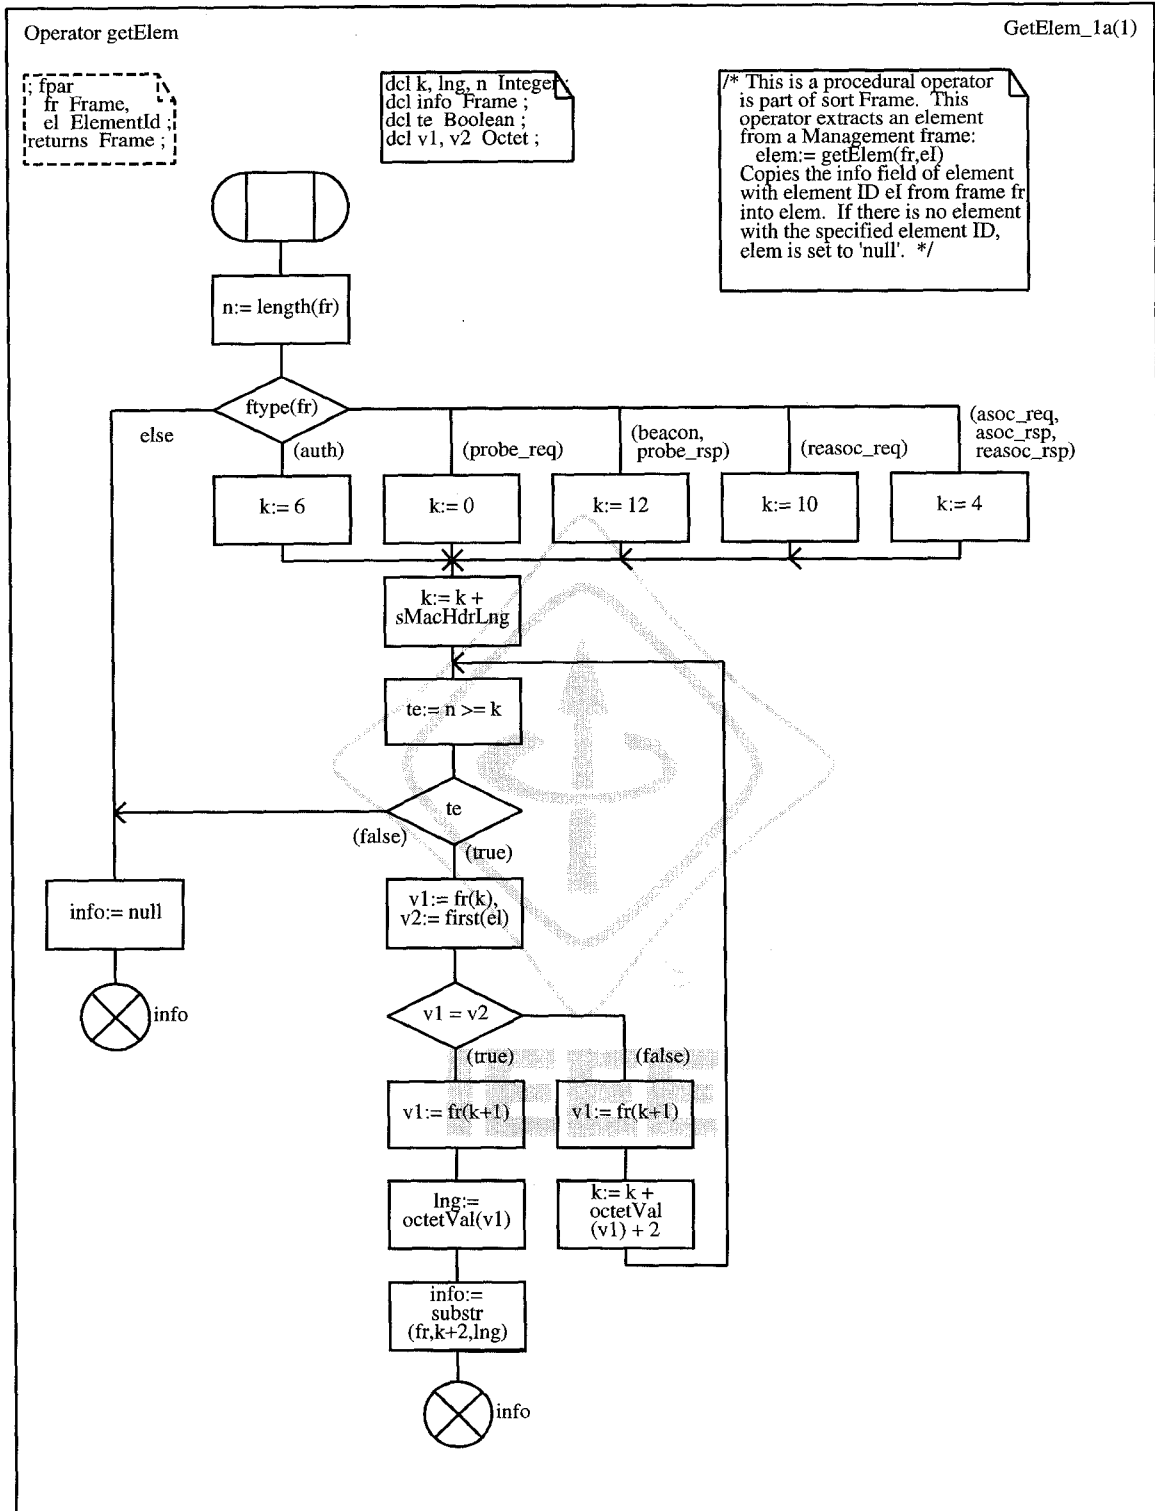 Operator getElem
GetElem_1a(1)
; fpar
fr Frame,
el ElementId ;
returns Frame ;
dcl k, lng, n Integer ;
dcl info Frame ;
dcl te Boolean ;
dcl v1, v2 Octet ;
/* This is a procedural operator
is part of sort Frame. This
operator extracts an element
from a Management frame:
elem:= getElem(fr,eI)
Copies the info field of element
with element ID eI from frame fr
into elem. If there is no element
with the specified element ID,
elem is set to 'null'. */
n:= length(fr)
ftype(fr)
else
(auth)
(probe_req)
(beacon,
probe_rsp)
(reasoc_req)
(asoc_req,
asoc_rsp,
reasoc_rsp)
k:= 6
k:= 0
k:= 12
k:= 10
k:= 4
k:= k +
sMacHdrLng
te:= n >= k
te
(false)
(true)
info:= null
info
v1:= fr(k),
v2:= first(el)
v1 = v2
(true)
(false)
v1:= fr(k+1)
v1:= fr(k+1)
lng:=
octetVal(v1)
k:= k +
octetVal
(v1) + 2
info:=
substr
(fr,k+2,lng)
info
IEEE